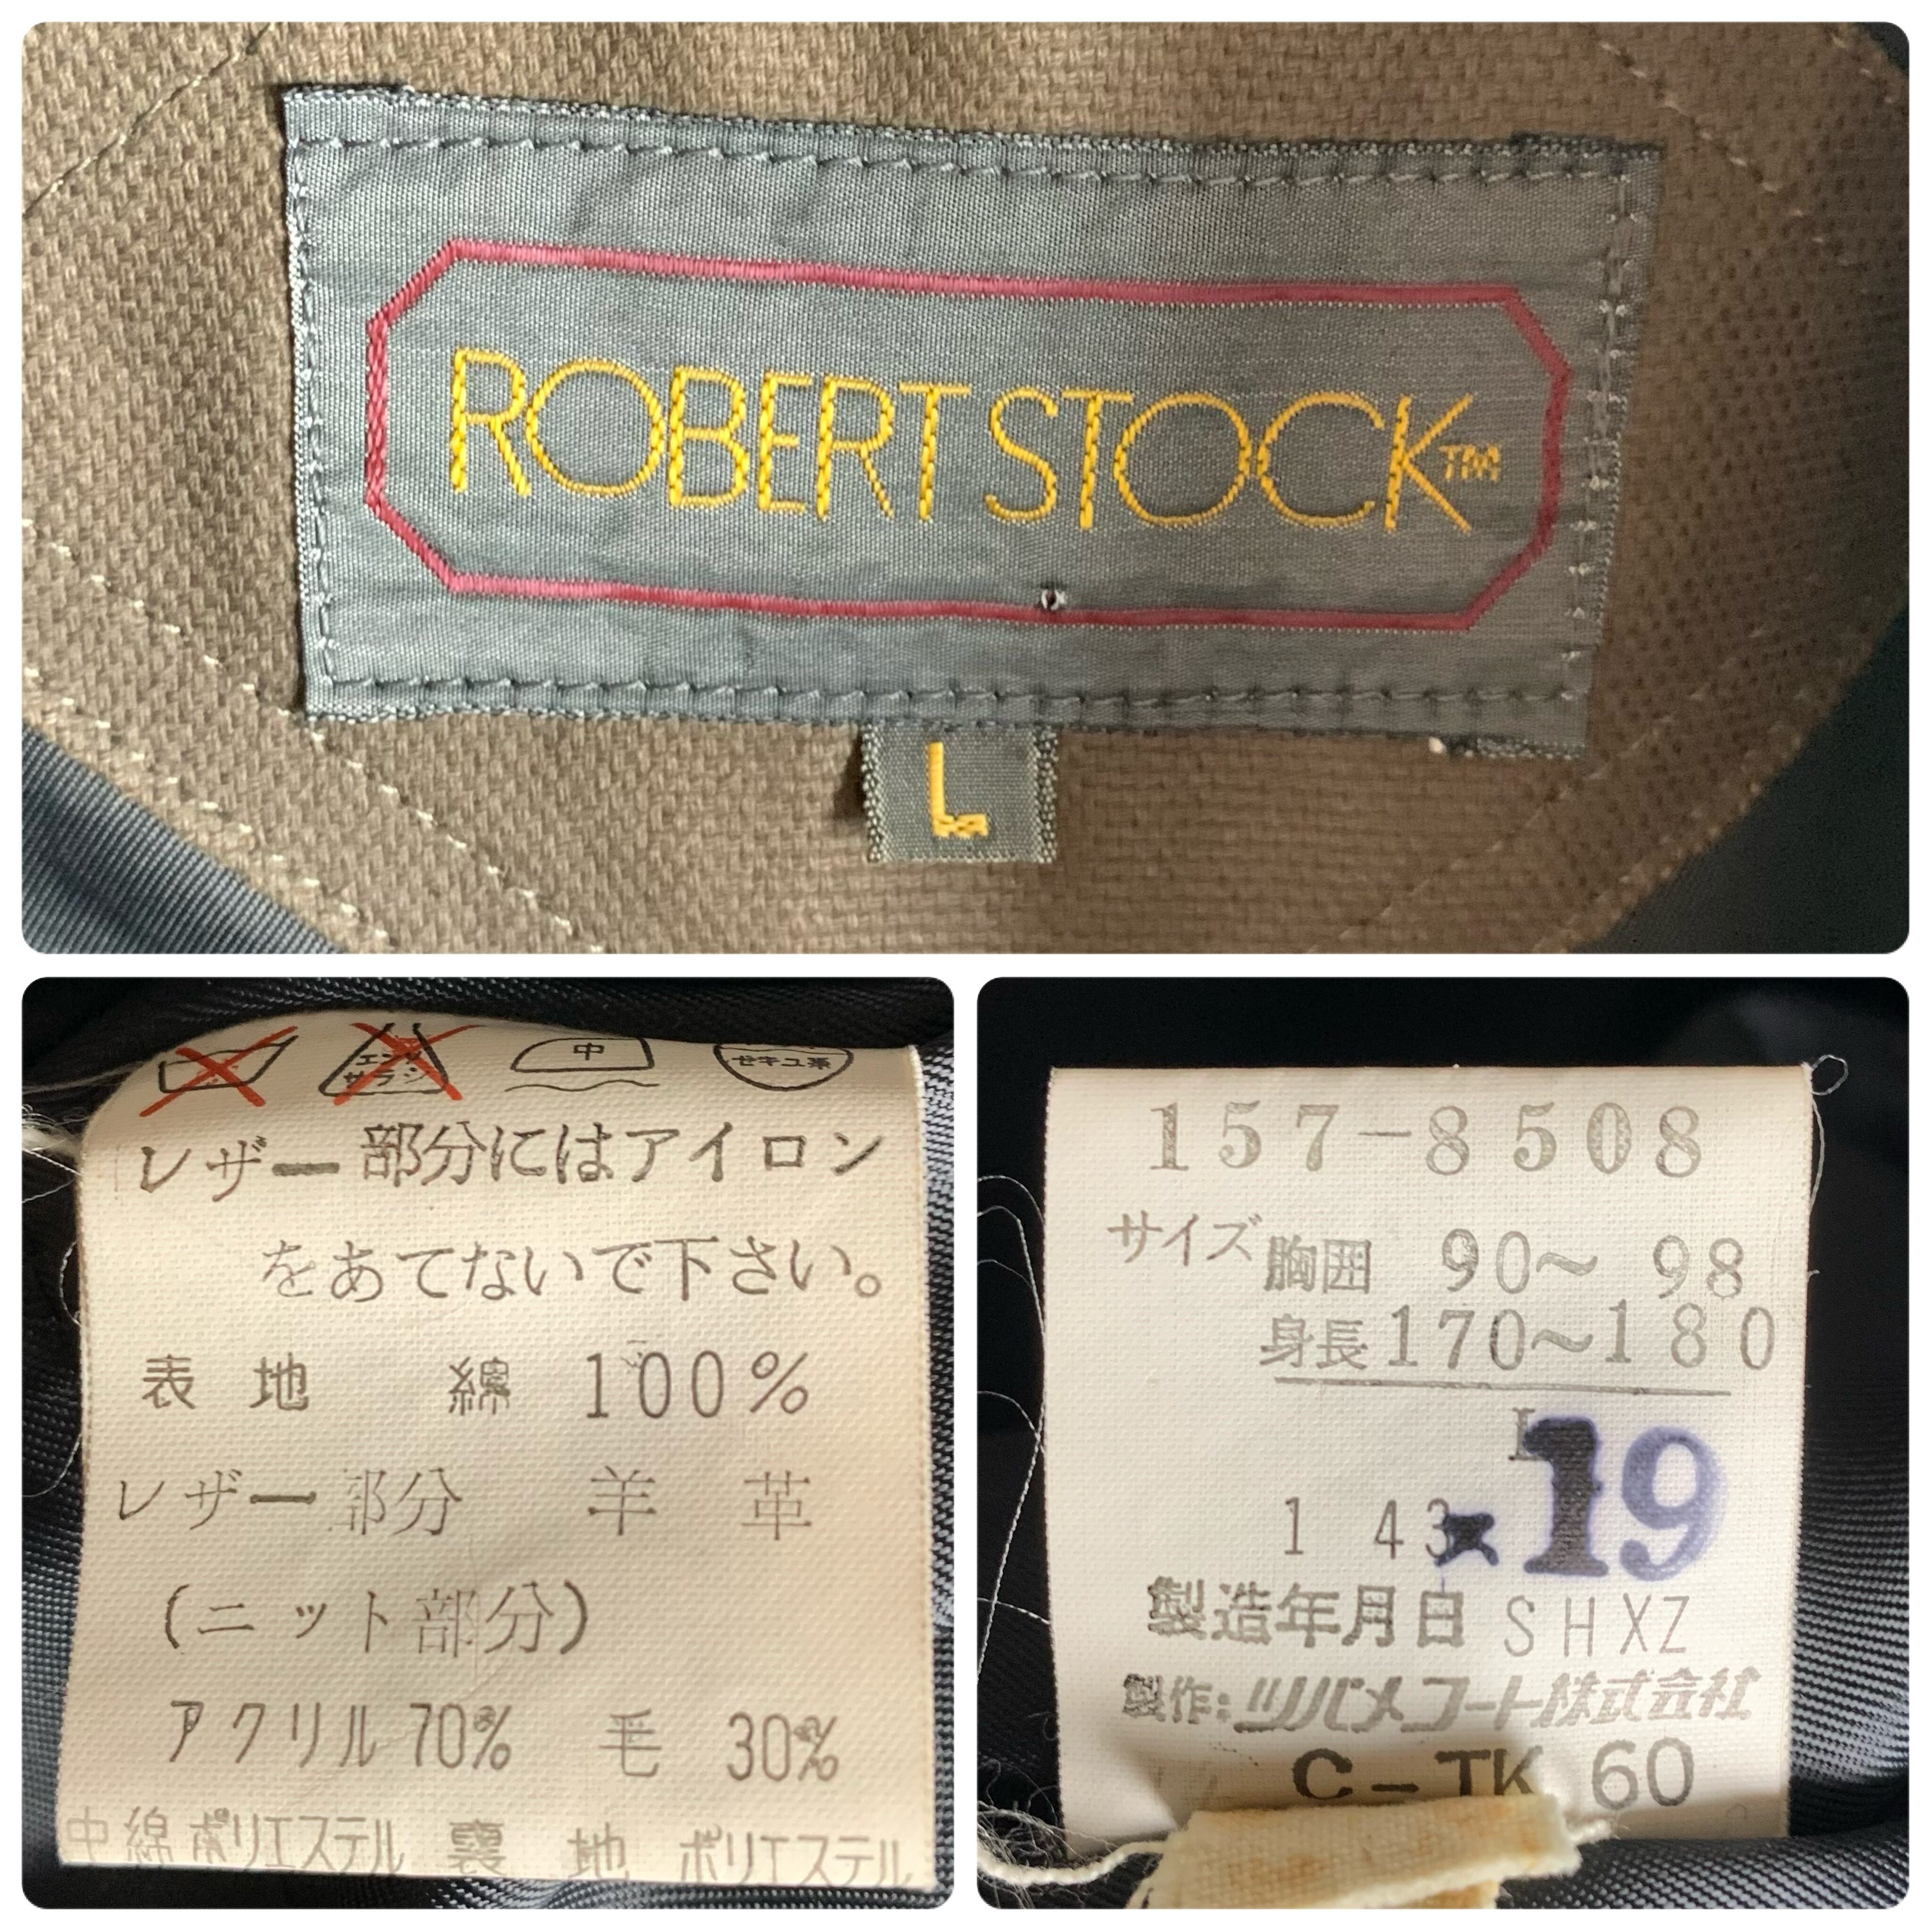 ROBERT STOCK™
L
エンソ
サラシ
中
セキユ系
レザー部分にはアイロン
をあてないで下さい。
表地 綿 100%
レザー部分 羊革
(ニット部分)
アクリル 70% 毛 30%
中綿 ポリエステル 裏地 ポリエステル
157-8508
サイズ 胸囲 90~98
身長 170~180
L
143
×19
製造年月日 SHXZ
製作:ツバメコート株式会社
C-TK 60